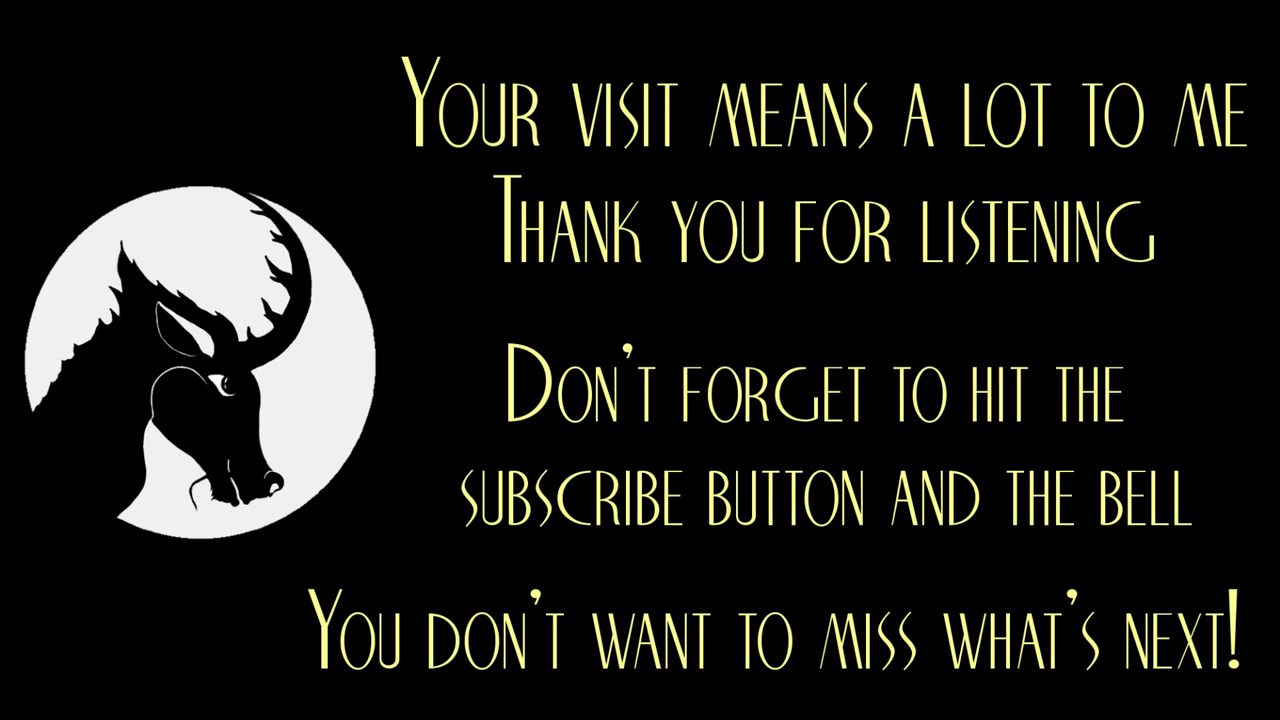 Your visit means a lot to me
Thank you for listening
Don't forget to hit the
subscribe button and the bell
You don't want to miss what's next!